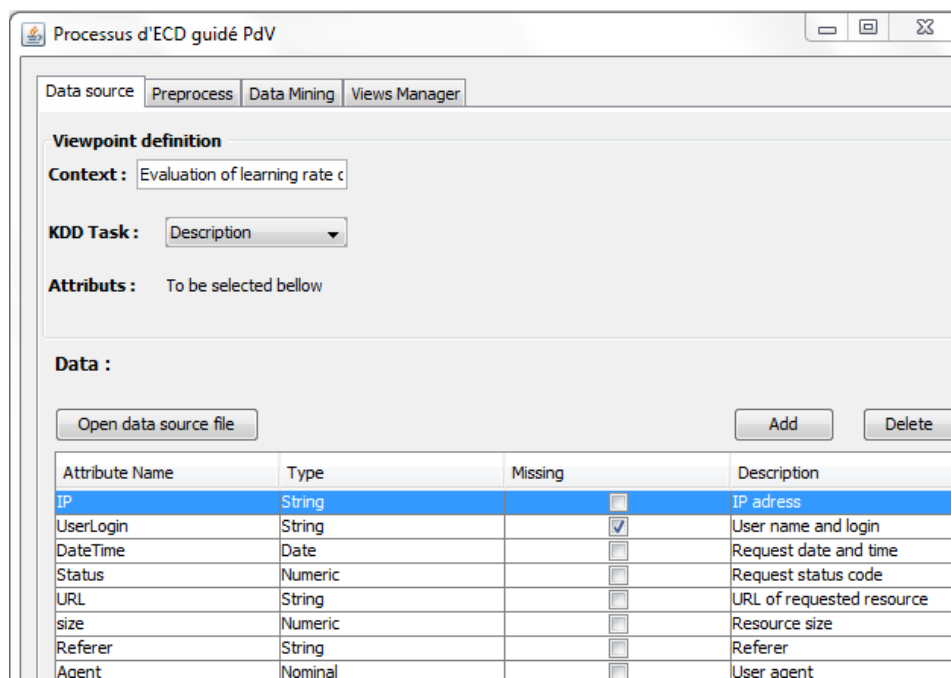 Processus d'ECD guidé PdV
Data source Preprocess Data Mining Views Manager
Viewpoint definition
Context : Evaluation of learning rate c
KDD Task : Description
Attributs : To be selected bellow
Data :
Open data source file Add Delete
Attribute Name Type Missing Description
IP String IP adress
UserLogin String User name and login
DateTime Date Request date and time
Status Numeric Request status code
URL String URL of requested resource
size Numeric Resource size
Referer String Referer
Agent Nominal User agent